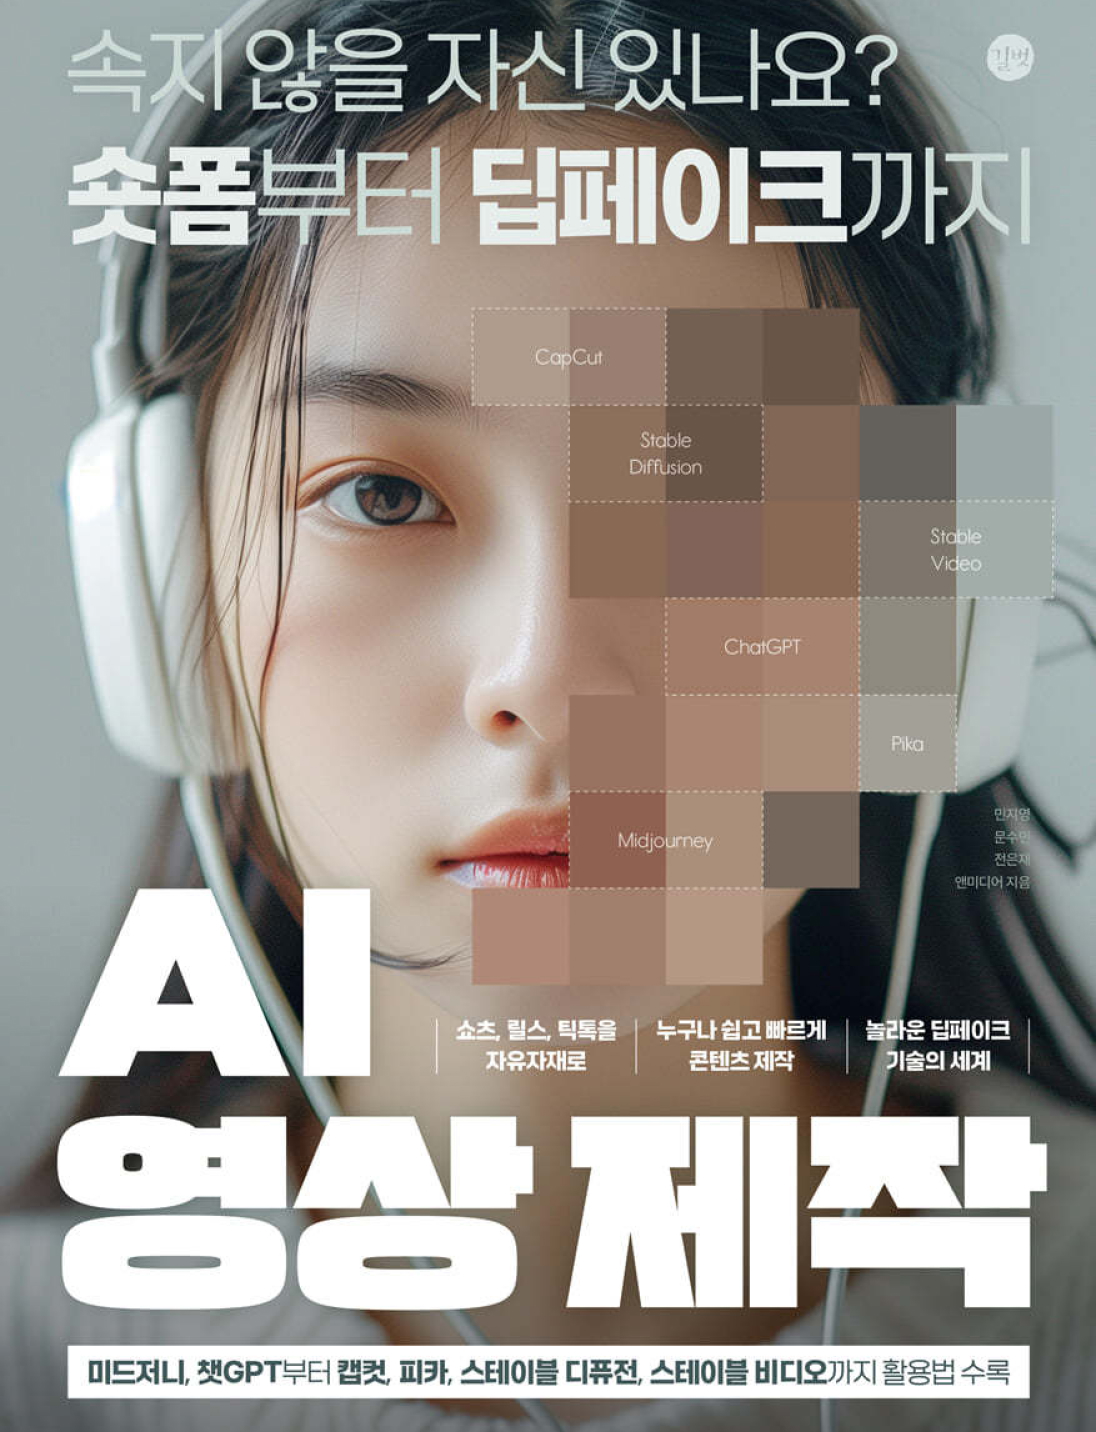 속지 않을 자신 있나요?
길벗
숏폼부터 딥페이크까지
CapCut
Stable
Diffusion
Stable
Video
ChatGPT
Pika
Midjourney
민지영
문수민
전은재
앤미디어 지음
AI
쇼츠, 릴스, 틱톡을
자유자재로
누구나 쉽고 빠르게
콘텐츠 제작
놀라운 딥페이크
기술의 세계
영상 제작
미드저니, 챗GPT부터 캡컷, 피카, 스테이블 디퓨전, 스테이블 비디오까지 활용법 수록